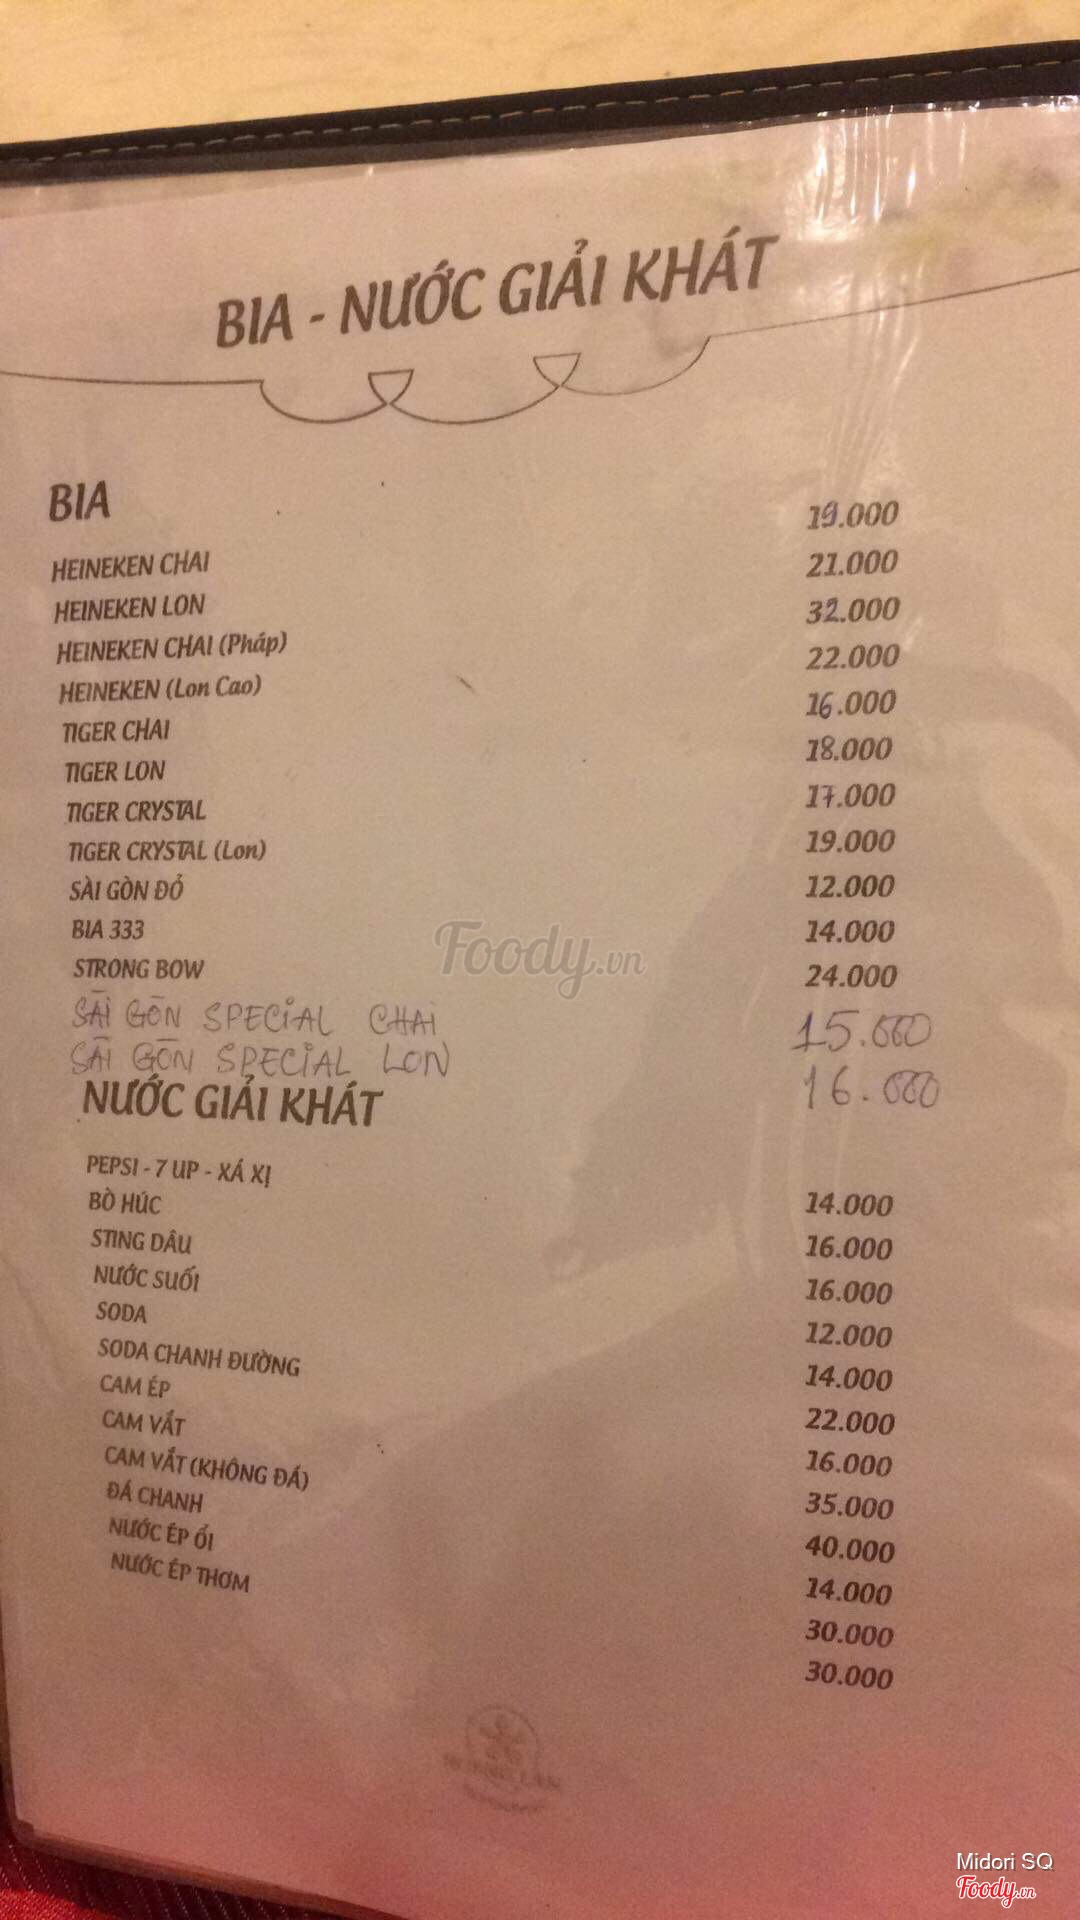 BIA - NƯỚC GIẢI KHÁT
BIA
HEINEKEN CHAI 19.000
HEINEKEN LON 21.000
HEINEKEN CHAI (Pháp) 32.000
HEINEKEN (Lon Cao) 22.000
TIGER CHAI 16.000
TIGER LON 18.000
TIGER CRYSTAL 17.000
TIGER CRYSTAL (Lon) 19.000
SÀI GÒN ĐỎ 12.000
BIA 333 14.000
STRONG BOW 24.000
SÀI GÒN SPECIAL CHAI 15.000
SÀI GÒN SPECIAL LON 16.000
NƯỚC GIẢI KHÁT
PEPSI - 7 UP - XÁ XỊ 14.000
BÒ HÚC 16.000
STING DÂU 16.000
NƯỚC SUỐI 12.000
SODA 14.000
SODA CHANH ĐƯỜNG 22.000
CAM ÉP 16.000
CAM VẮT 35.000
CAM VẮT (KHÔNG ĐÁ) 40.000
ĐÁ CHANH 14.000
NƯỚC ÉP ỔI 30.000
NƯỚC ÉP THƠM 30.000
Foody.vn
Midori SQ
Foody.vn